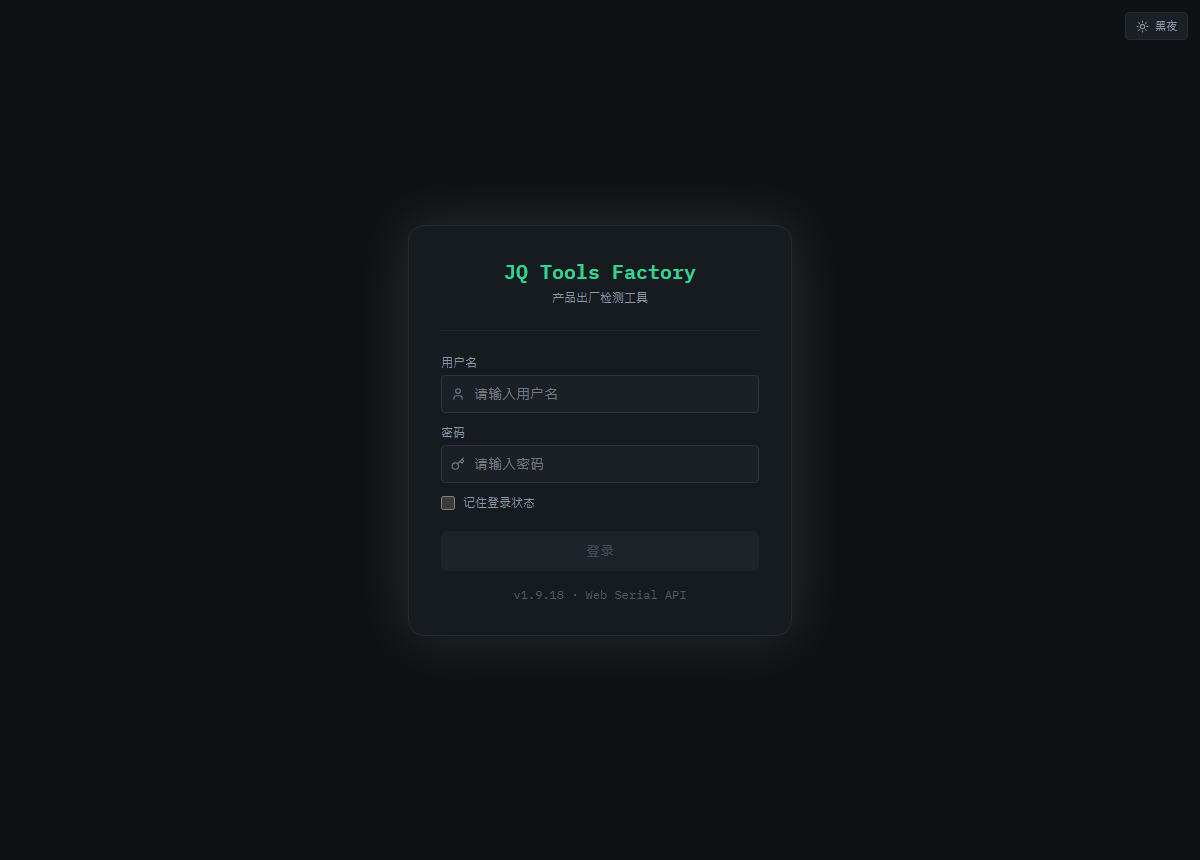 黑夜
JQ Tools Factory
产品出厂检测工具
用户名
请输入用户名
密码
请输入密码
记住登录状态
登录
v1.9.18 · Web Serial API